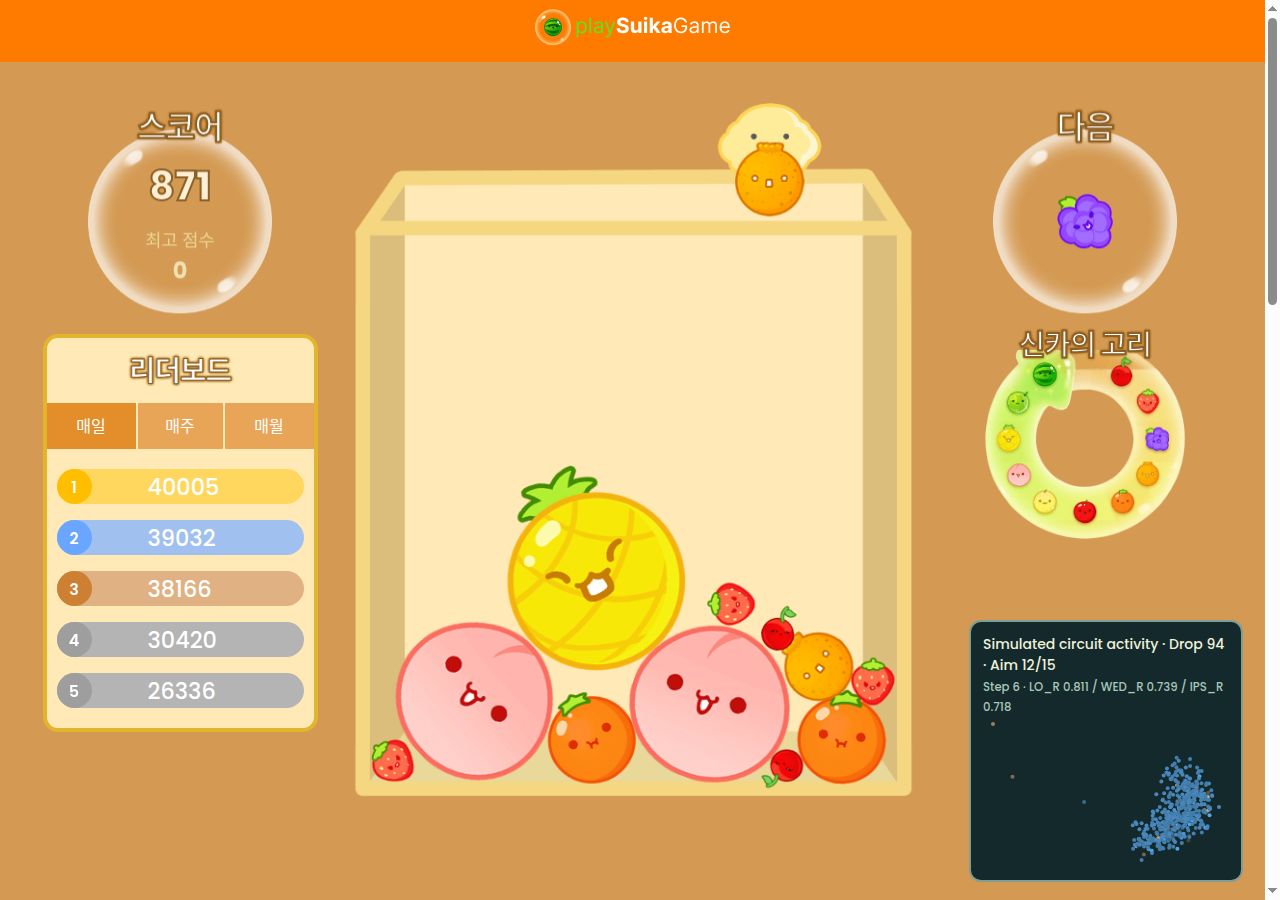 playSuikaGame
스코어
871
최고 점수
0
리더보드
매일 매주 매월
1 40005
2 39032
3 38166
4 30420
5 26336
다음
신카의 고리
Simulated circuit activity · Drop 94
· Aim 12/15
Step 6 · LO_R 0.811 / WED_R 0.739 / IPS_R
0.718